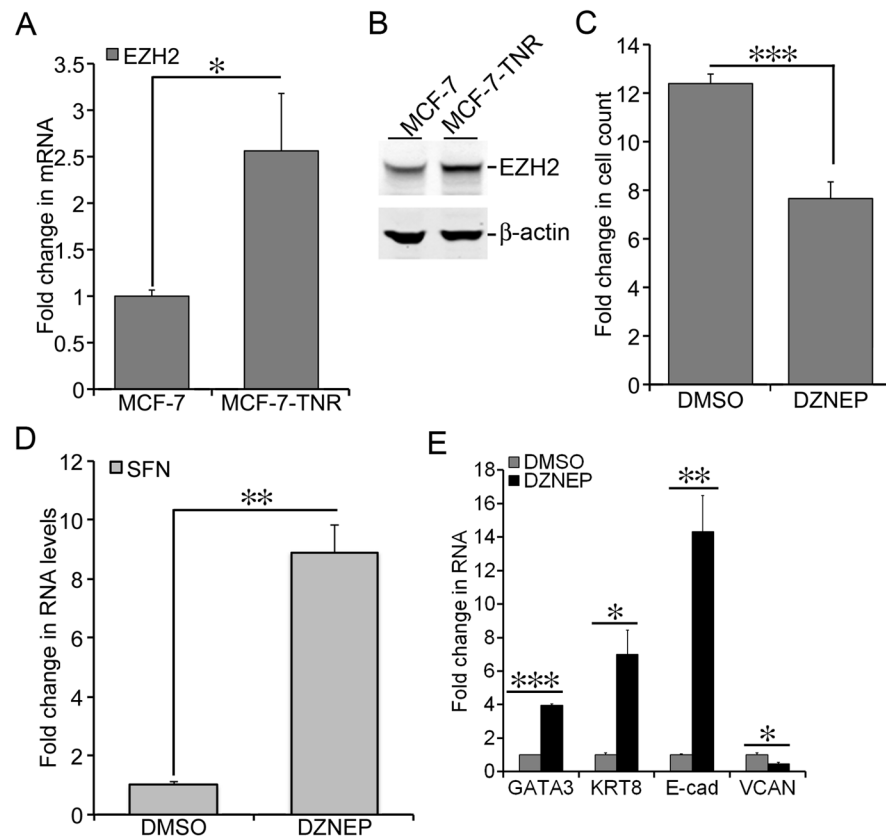 A
EZH2
Fold change in mRNA
3.5
3
2.5
2
1.5
1
0.5
0
*
MCF-7
MCF-7-TNR
B
MCF-7
MCF-7-TNR
EZH2
β-actin
C
Fold change in cell count
14
12
10
8
6
4
2
0
***
DMSO
DZNEP
D
SFN
Fold change in RNA levels
12
10
8
6
4
2
0
**
DMSO
DZNEP
E
DMSO
DZNEP
Fold change in RNA
18
16
14
12
10
8
6
4
2
0
***
*
**
*
GATA3
KRT8
E-cad
VCAN